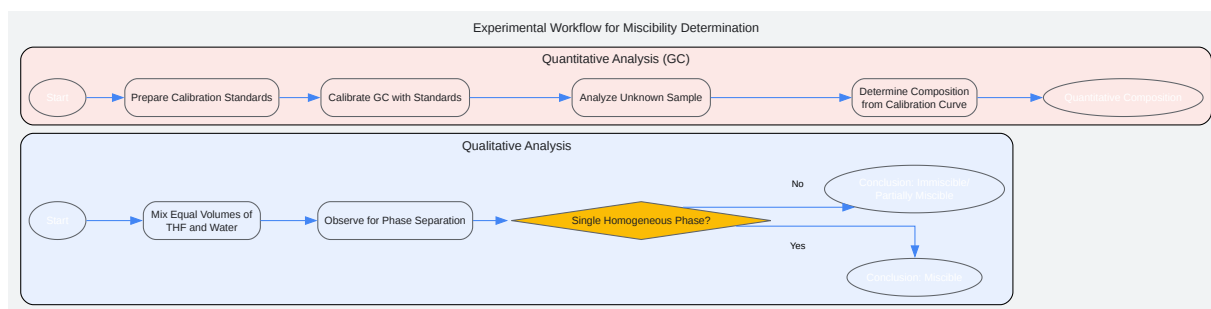 Experimental Workflow for Miscibility Determination
Quantitative Analysis (GC)
Start
Prepare Calibration Standards
Calibrate GC with Standards
Analyze Unknown Sample
Determine Composition
from Calibration Curve
Quantitative Composition
Qualitative Analysis
Start
Mix Equal Volumes of
THF and Water
Observe for Phase Separation
Single Homogeneous Phase?
No
Conclusion: Immiscible/
Partially Miscible
Yes
Conclusion: Miscible